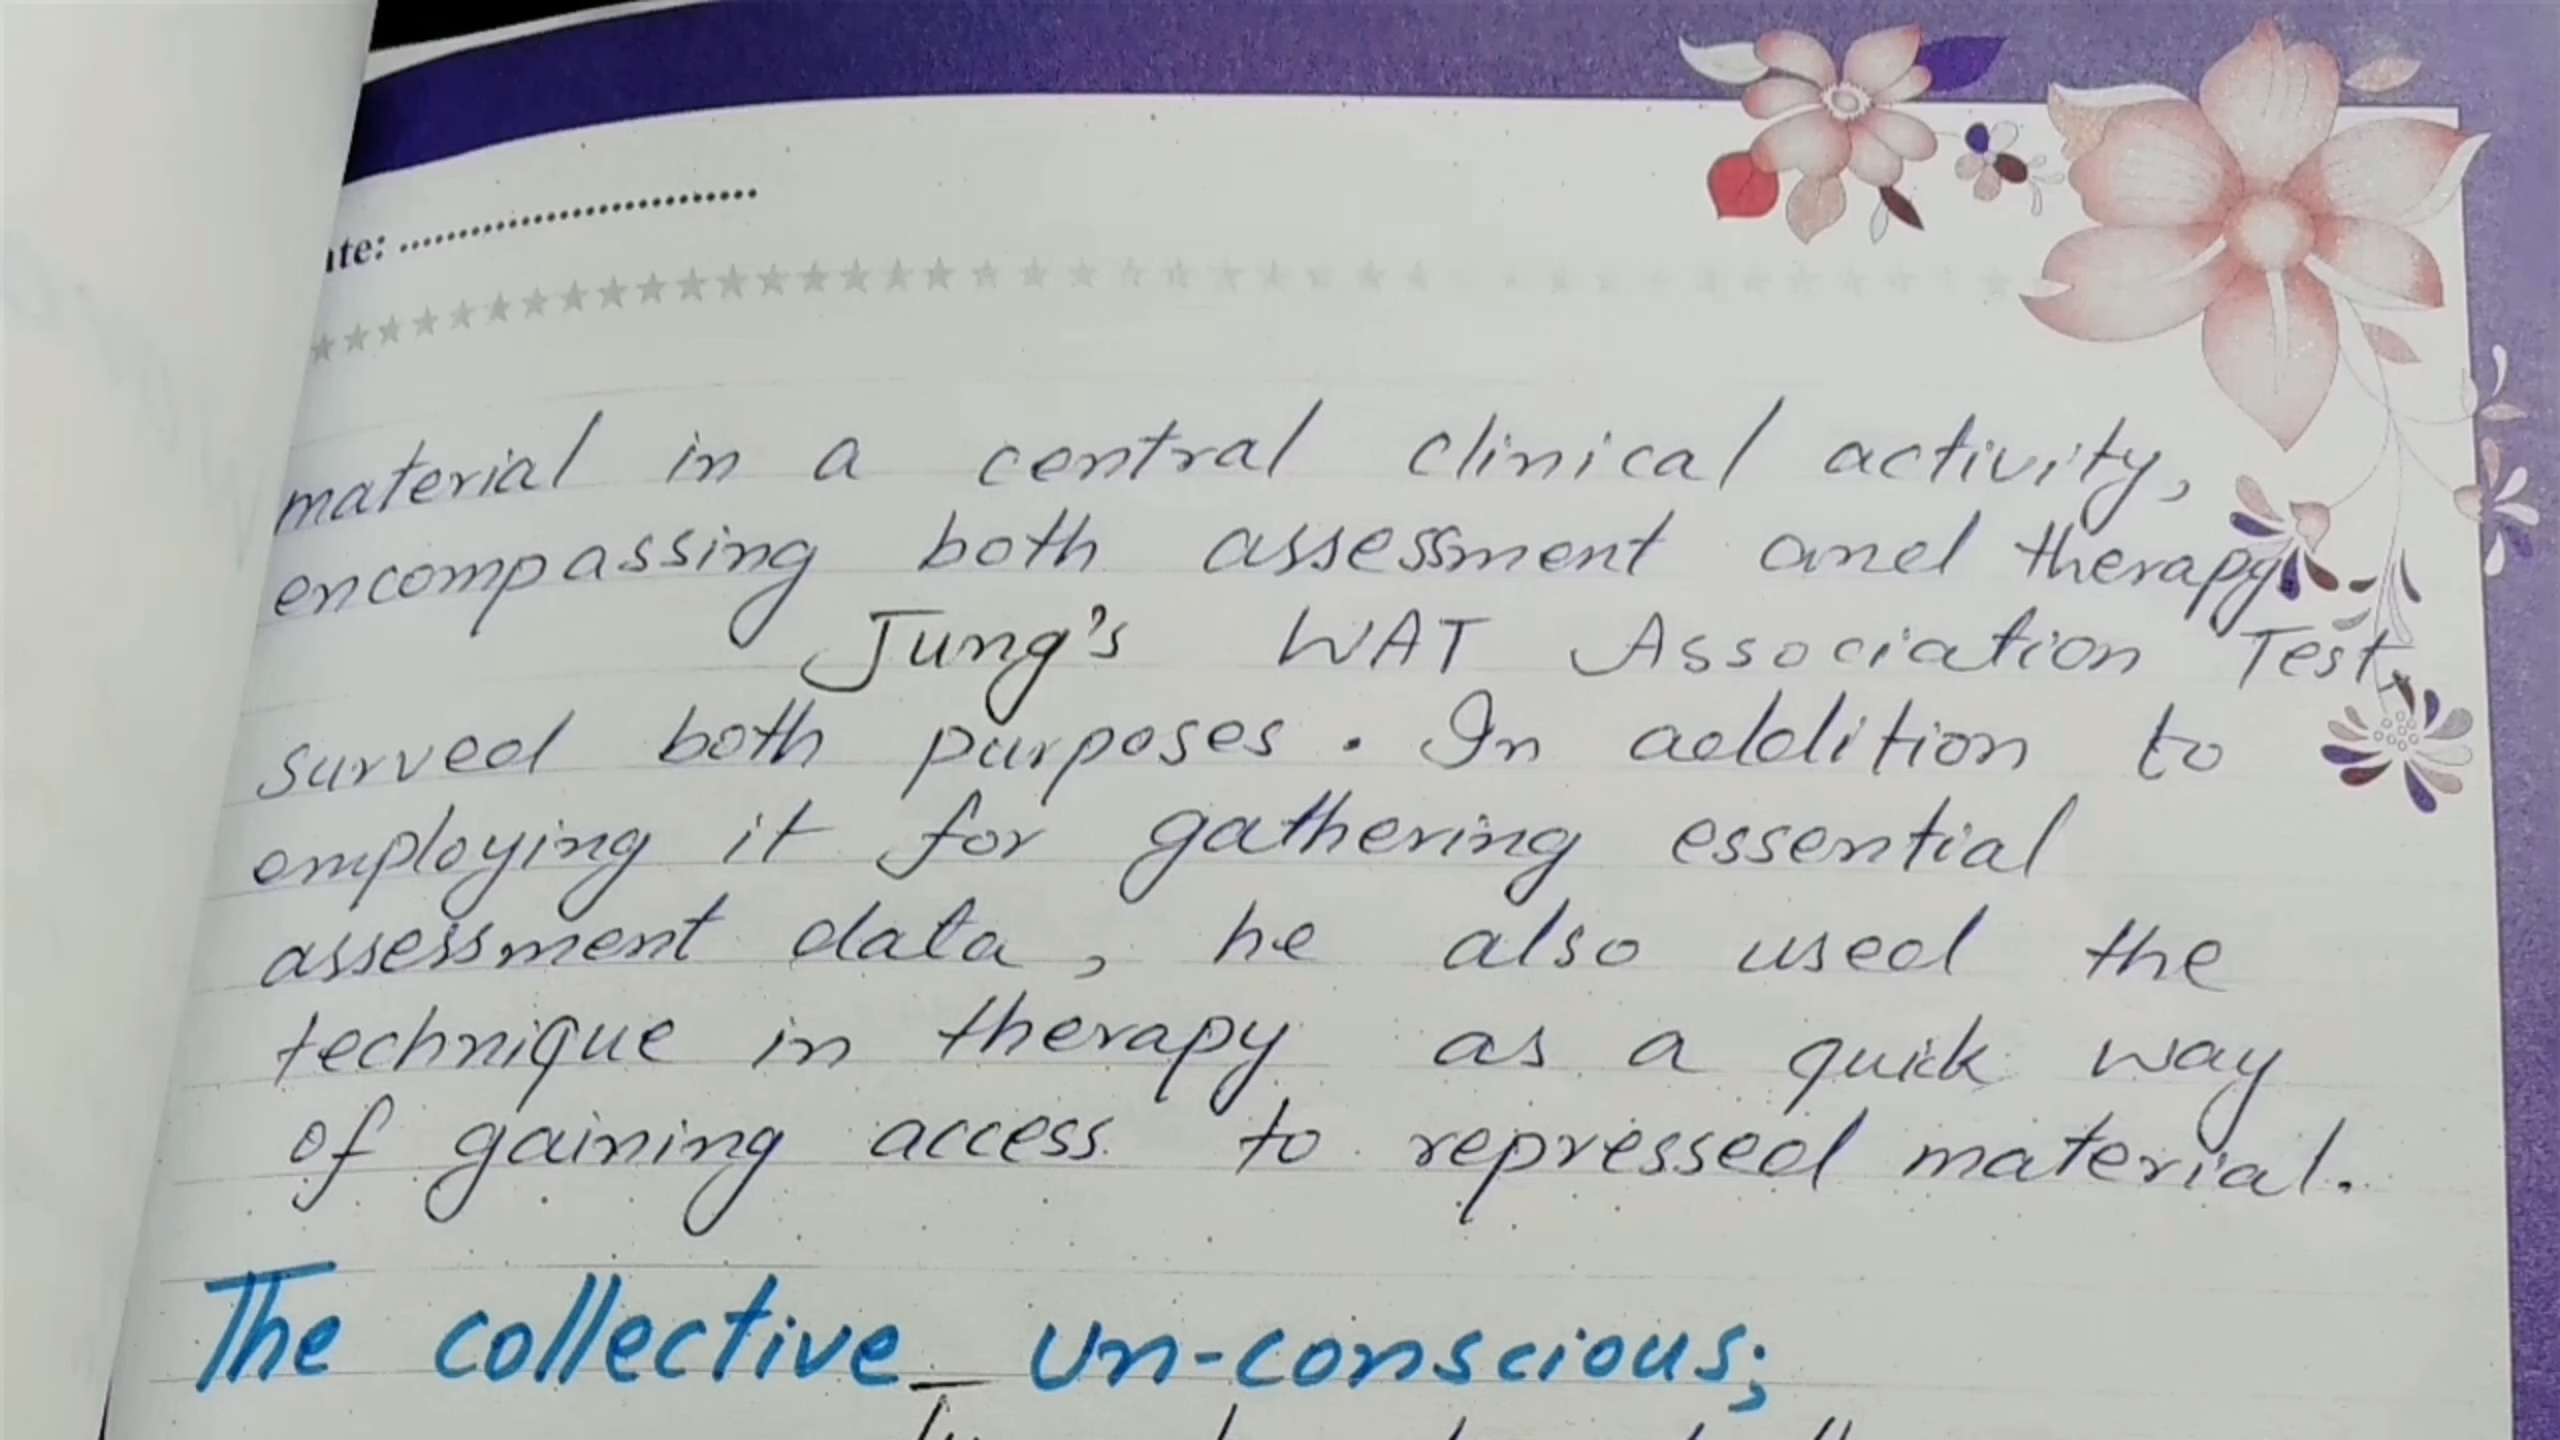 ate: ........................................
material in a central clinical activity,
encompassing both assessment and therapy.
Jung's WAT Association Test,
surved both purposes. In addition to
employing it for gathering essential
assessment data, he also used the
technique in therapy as a quick way
of gaining access to repressed material.
The collective un-conscious;